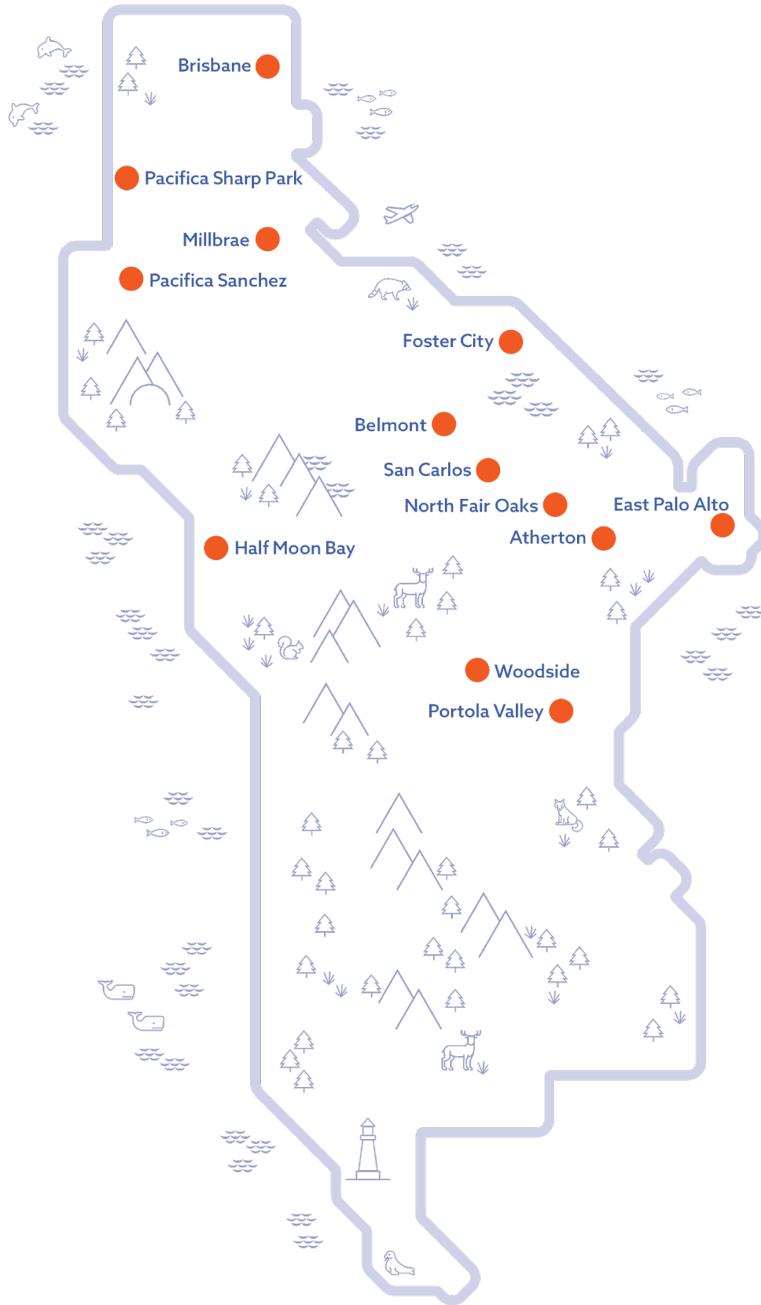 Brisbane
Pacifica Sharp Park
Millbrae
Pacifica Sanchez
Foster City
Belmont
San Carlos
North Fair Oaks
East Palo Alto
Atherton
Half Moon Bay
Woodside
Portola Valley